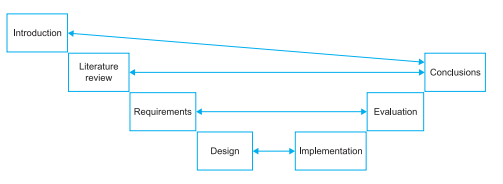 Introduction
Literature
review
Conclusions
Requirements
Evaluation
Design
Implementation